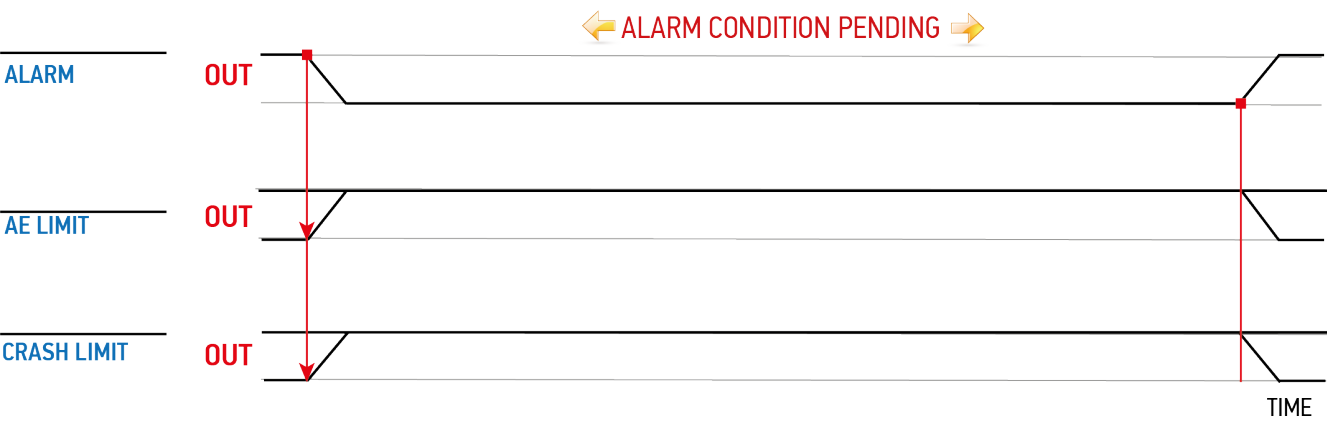 ALARM CONDITION PENDING
ALARM
OUT
AE LIMIT
OUT
CRASH LIMIT
OUT
TIME